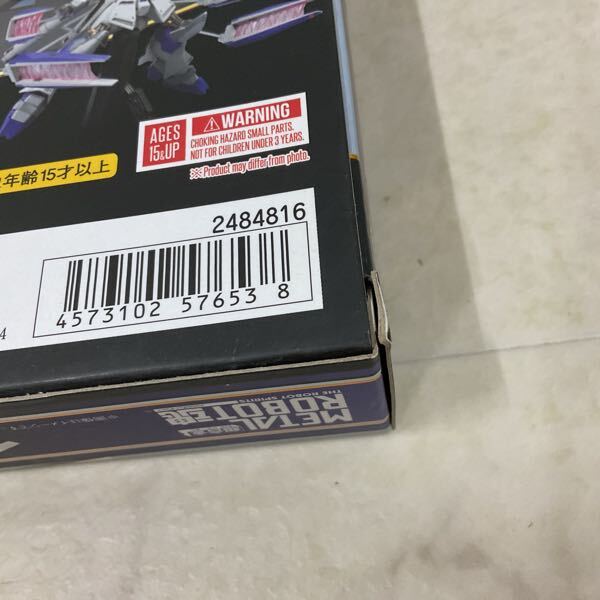 AGES
15&UP
WARNING
CHOKING HAZARD SMALL PARTS.
NOT FOR CHILDREN UNDER 3 YEARS.
※Product may differ from photo.
年齢15才以上
2484816
4573102 57653 8
4
METAL
ROBOT魂
THE ROBOT SPIRITS